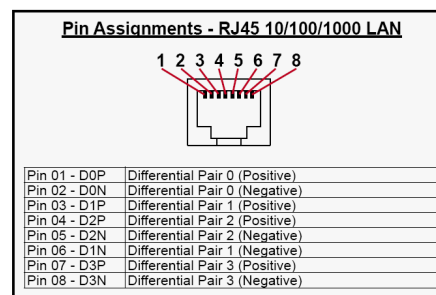 Pin Assignments - RJ45 10/100/1000 LAN
1 2 3 4 5 6 7 8
Pin 01 - D0P Differential Pair 0 (Positive)
Pin 02 - D0N Differential Pair 0 (Negative)
Pin 03 - D1P Differential Pair 1 (Positive)
Pin 04 - D2P Differential Pair 2 (Positive)
Pin 05 - D2N Differential Pair 2 (Negative)
Pin 06 - D1N Differential Pair 1 (Negative)
Pin 07 - D3P Differential Pair 3 (Positive)
Pin 08 - D3N Differential Pair 3 (Negative)